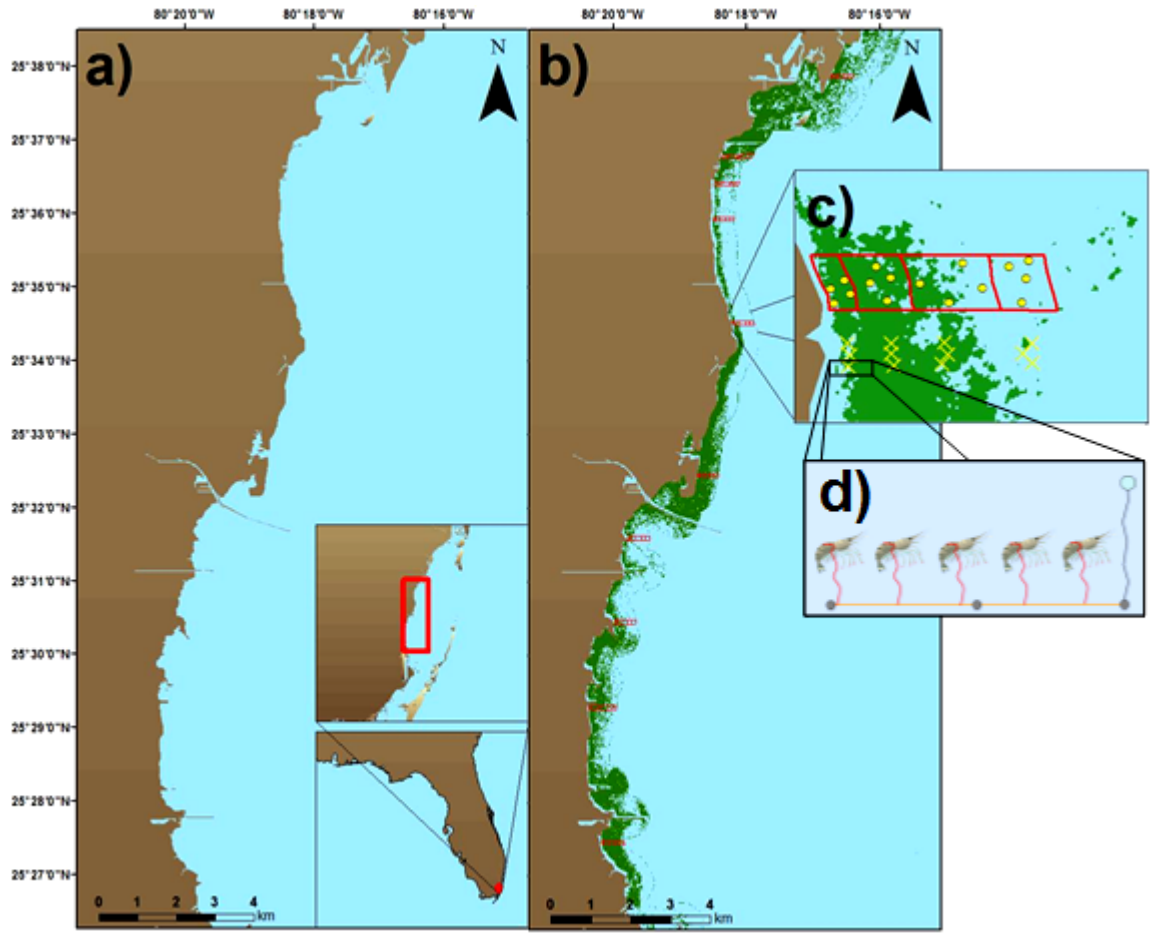 80°20'0"W
80°18'0"W
80°15'0"W
80°20'0"W
80°18'0"W
80°16'0"W
a)
N
b)
N
25°38'0"N
25°37'0"N
25°36'0"N
25°35'0"N
25°34'0"N
25°33'0"N
25°32'0"N
25°31'0"N
25°30'0"N
25°29'0"N
25°28'0"N
25°27'0"N
c)
d)
0 1 2 3 4
km
0 1 2 3 4
km